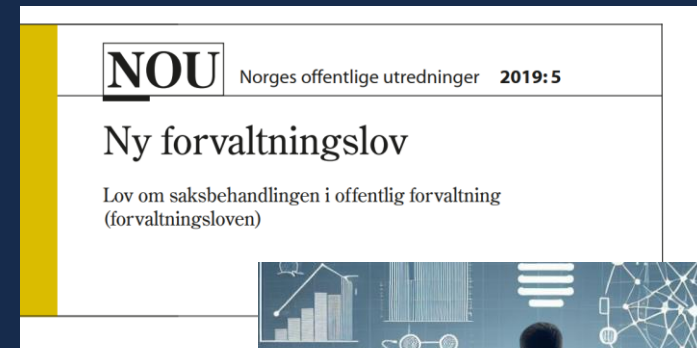 NOU Norges offentlige utredninger 2019: 5
Ny forvaltningslov
Lov om saksbehandlingen i offentlig forvaltning
(forvaltningsloven)